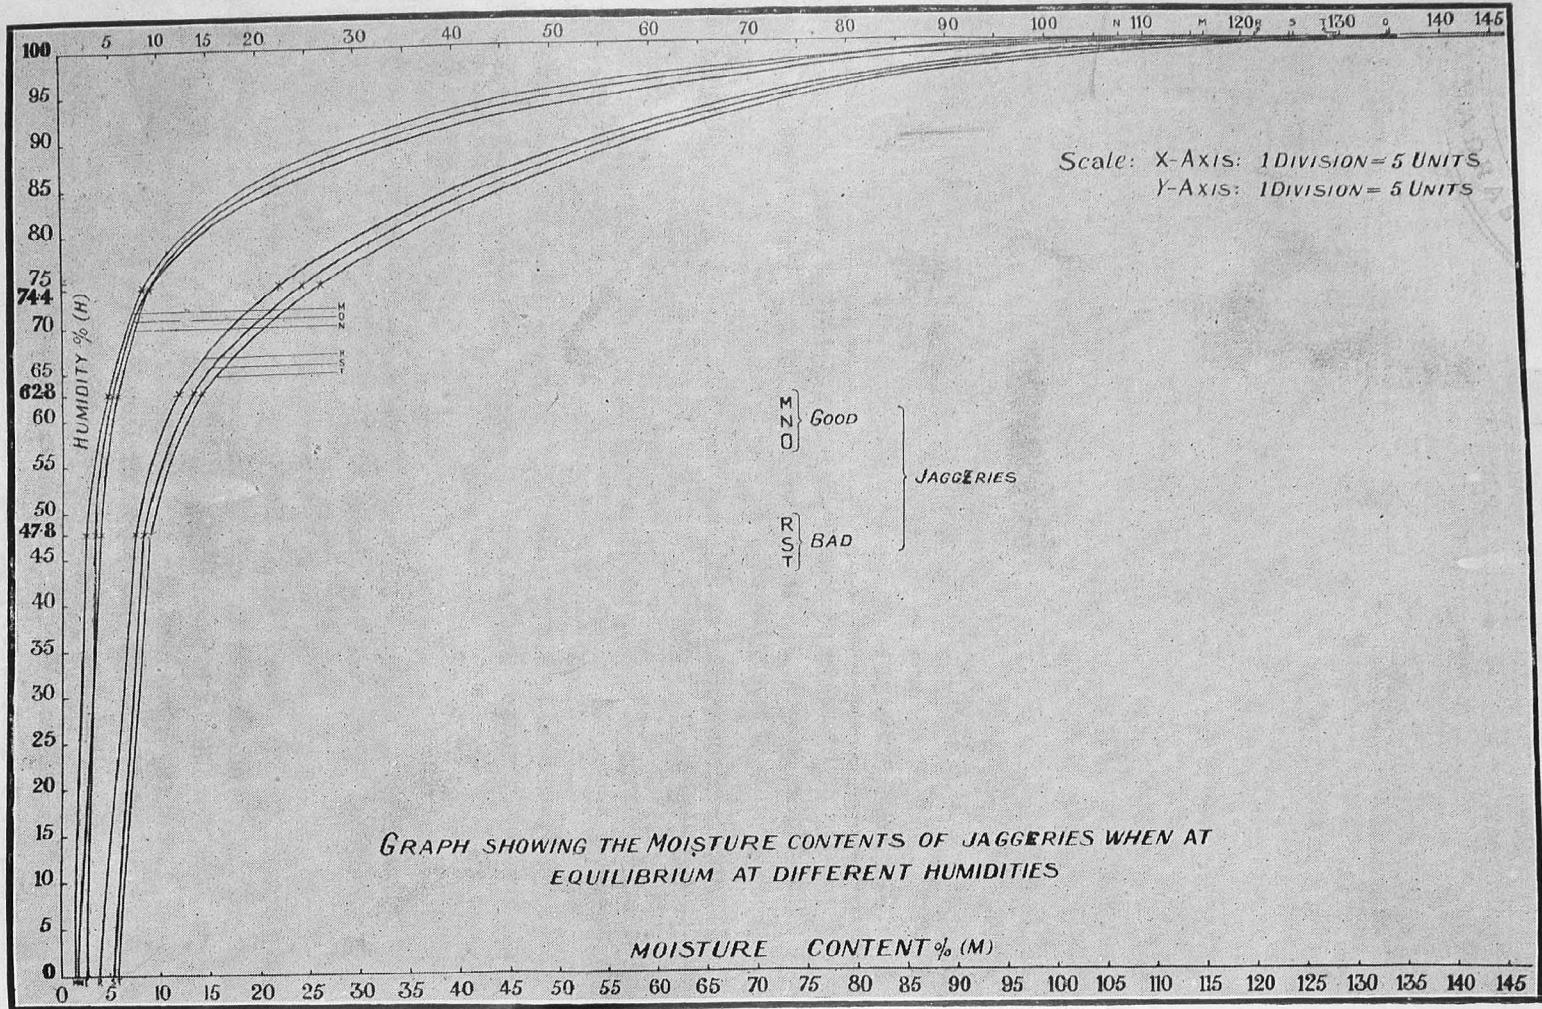 5 10 15 20 30 40 50 60 70 80 90 100 N 110 M 120 R S T 130 O 140 145
100
95
90
Scale: X-AXIS: 1 DIVISION = 5 UNITS
85
Y-AXIS: 1 DIVISION = 5 UNITS
80
75
74.4
HUMIDITY % (H)
M
O
70
N
R
S
65
T
62.8
M
60
N GOOD
O
55
JAGGERIES
50
R
47.8
S BAD
45
T
40
35
30
25
20
15
GRAPH SHOWING THE MOISTURE CONTENTS OF JAGGERIES WHEN AT
10
EQUILIBRIUM AT DIFFERENT HUMIDITIES
5
MOISTURE CONTENT % (M)
0
R S T
0 5 10 15 20 25 30 35 40 45 50 55 60 65 70 75 80 85 90 95 100 105 110 115 120 125 130 135 140 145